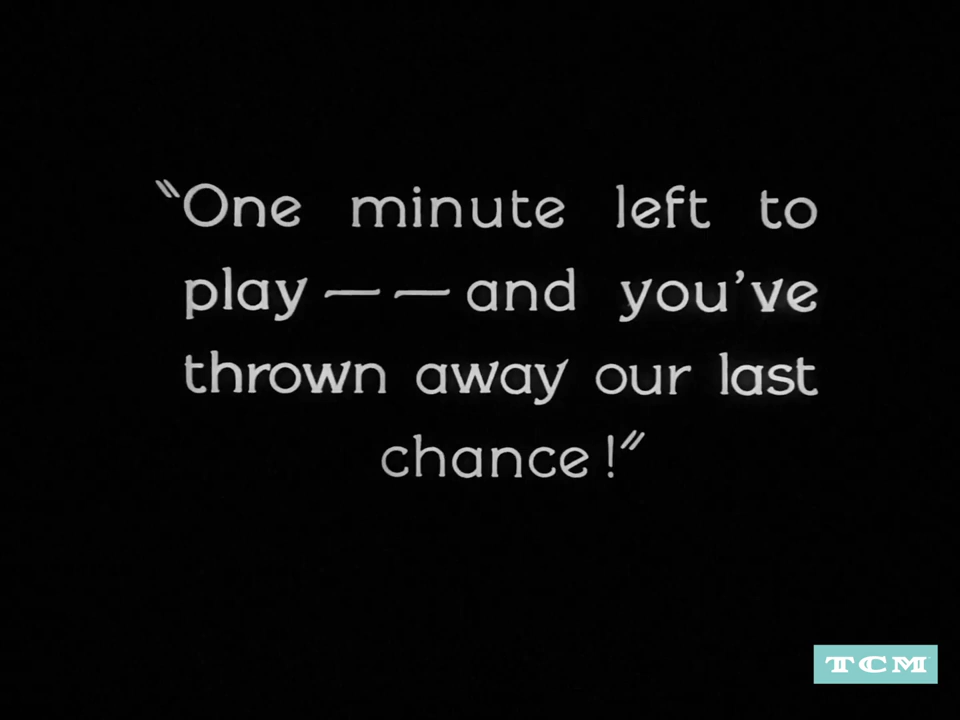 “One minute left to
play — — and you’ve
thrown away our last
chance!”
TCM